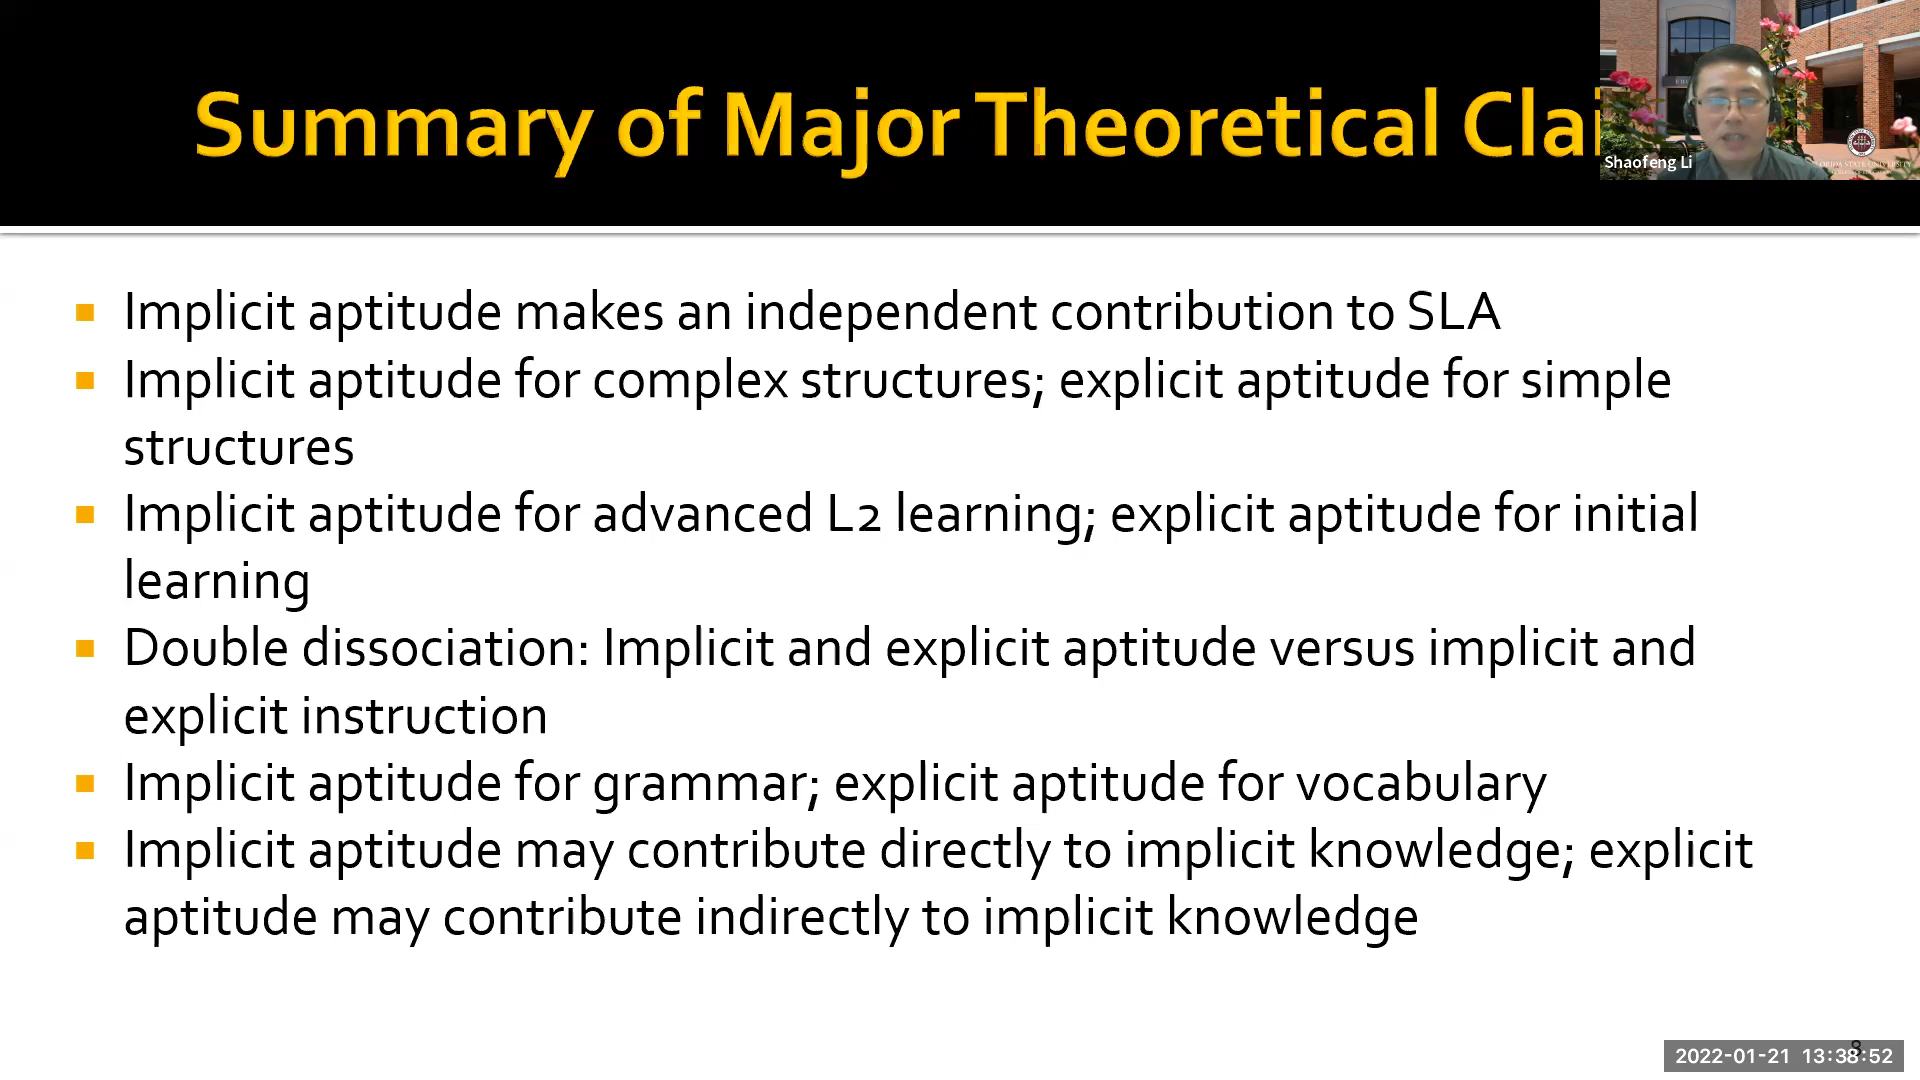 Summary of Major Theoretical Clai
Shaofeng Li
Implicit aptitude makes an independent contribution to SLA
Implicit aptitude for complex structures; explicit aptitude for simple
structures
Implicit aptitude for advanced L2 learning; explicit aptitude for initial
learning
Double dissociation: Implicit and explicit aptitude versus implicit and
explicit instruction
Implicit aptitude for grammar; explicit aptitude for vocabulary
Implicit aptitude may contribute directly to implicit knowledge; explicit
aptitude may contribute indirectly to implicit knowledge
8
2022-01-21 13:38:52